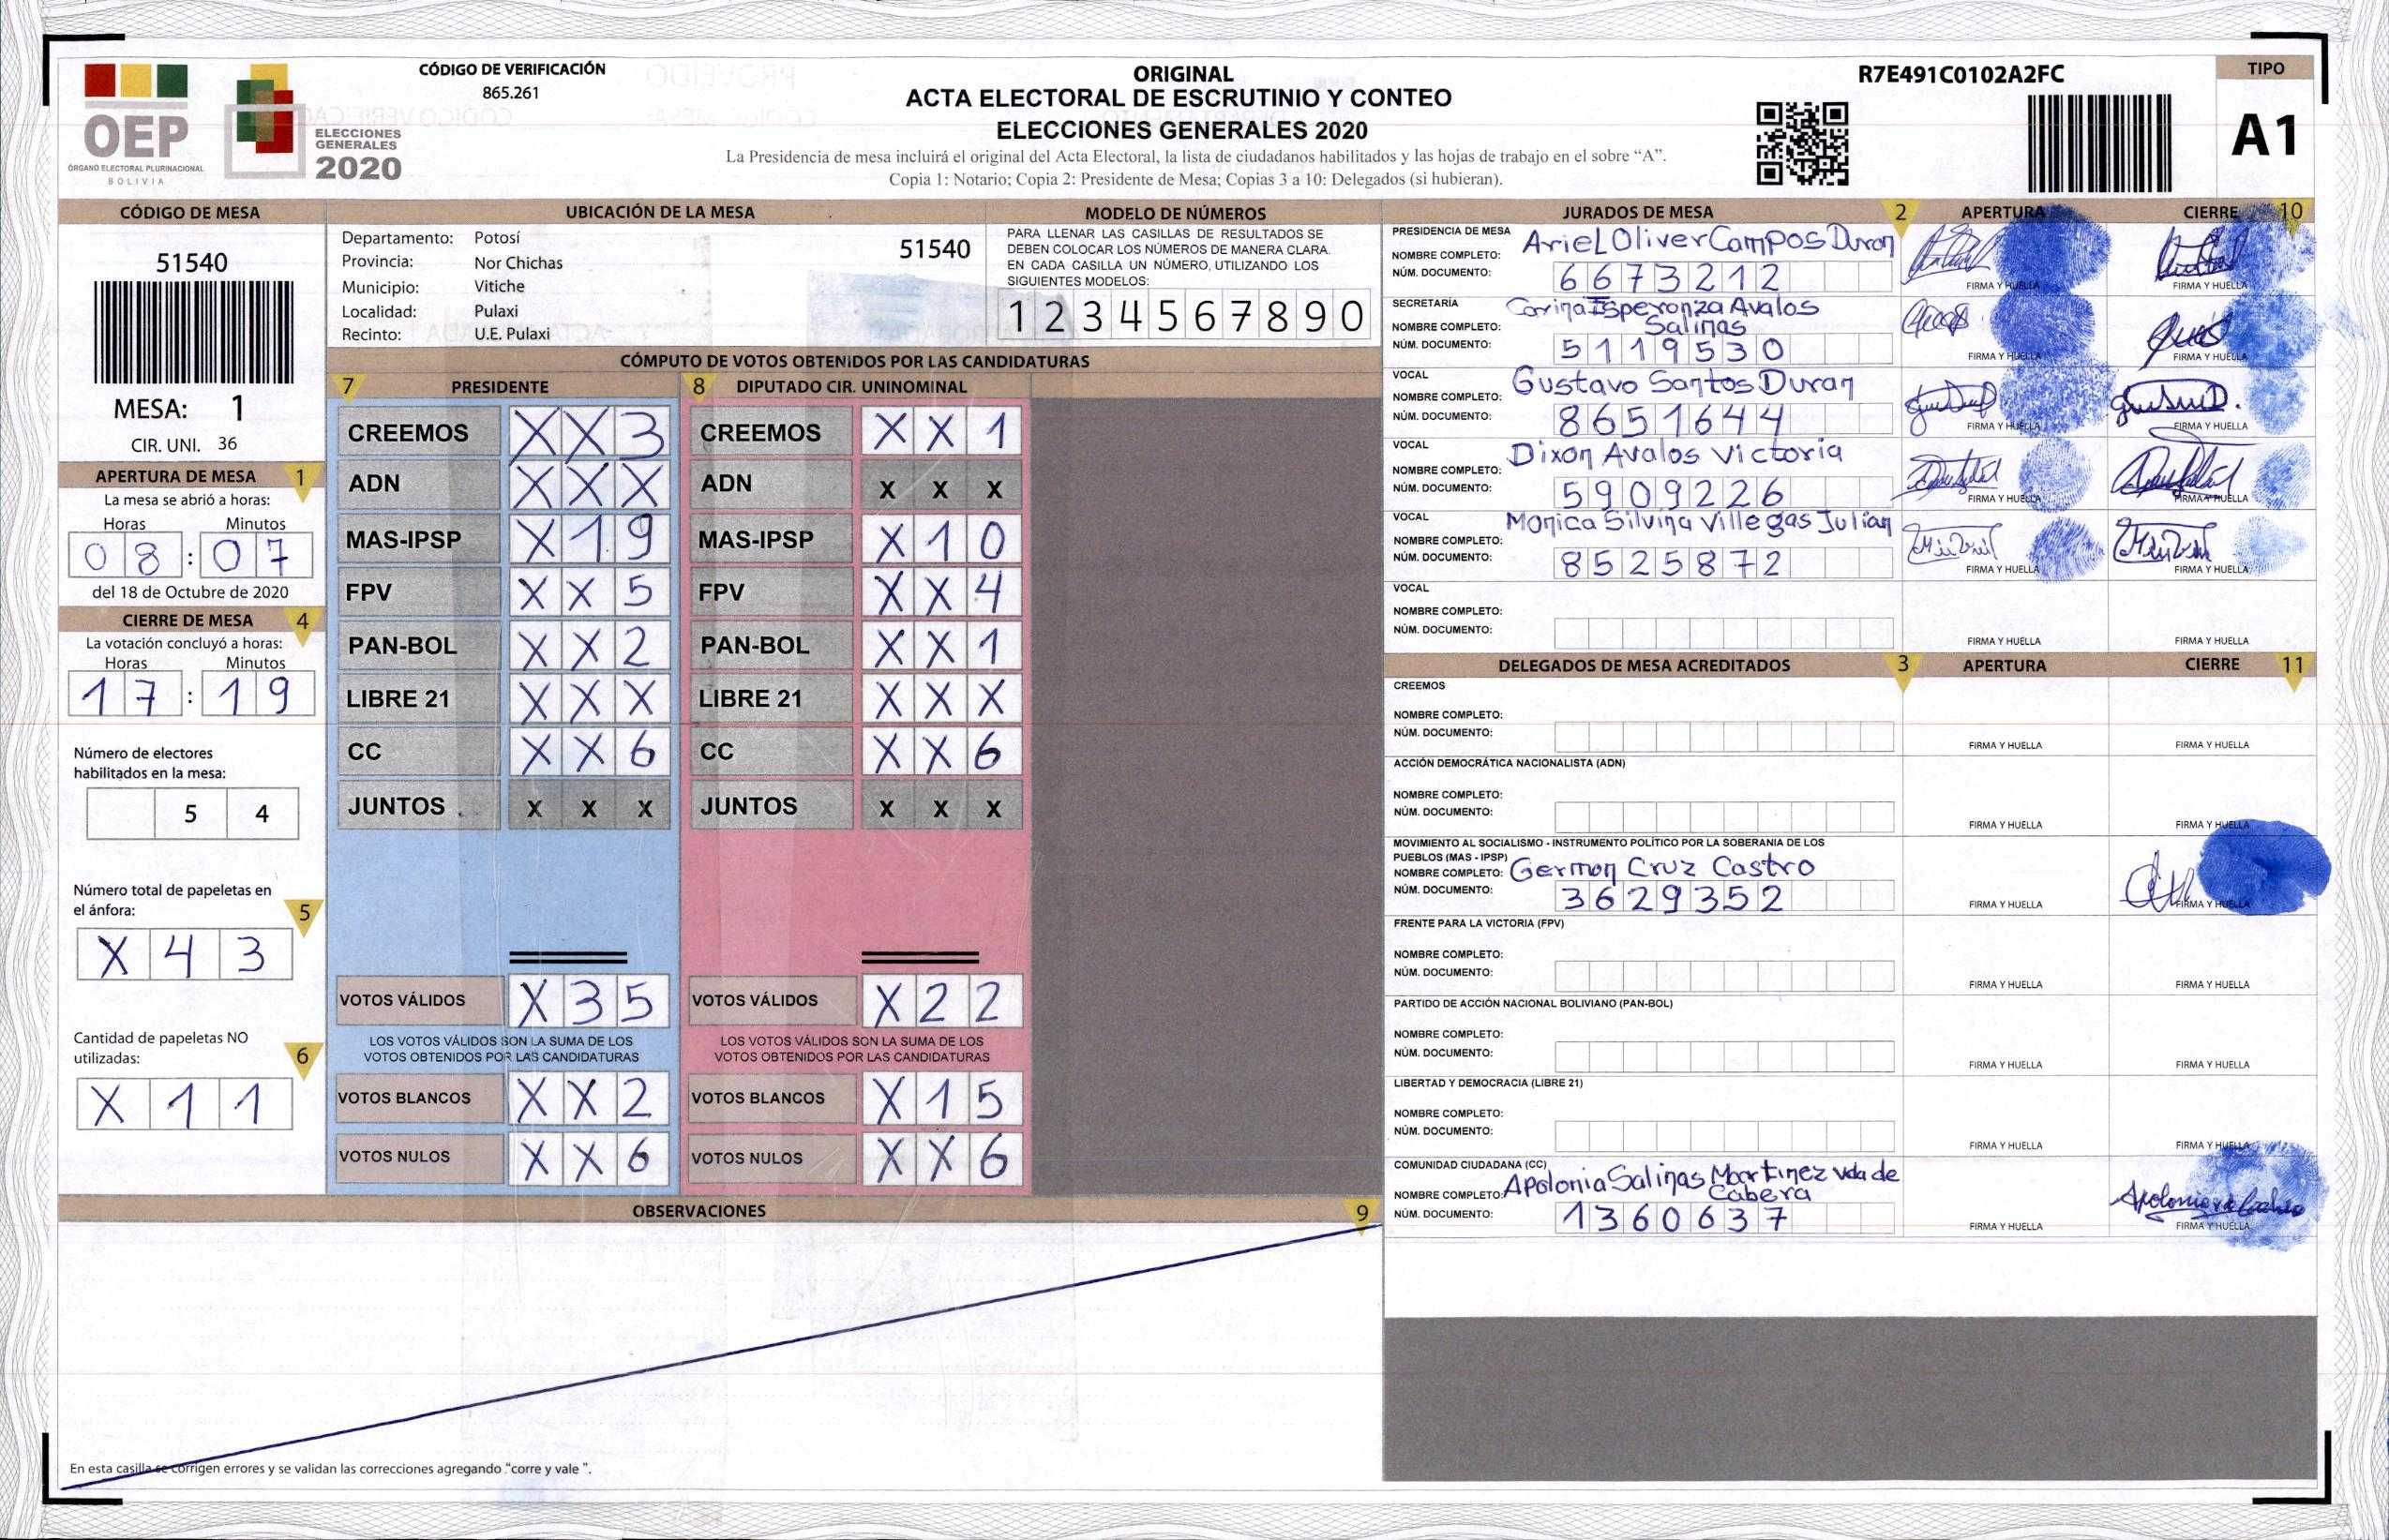 OEP
ÓRGANO ELECTORAL PLURINACIONAL
BOLIVIA
ELECCIONES
GENERALES
2020
CÓDIGO DE VERIFICACIÓN
865.261
ORIGINAL
ACTA ELECTORAL DE ESCRUTINIO Y CONTEO
ELECCIONES GENERALES 2020
La Presidencia de mesa incluirá el original del Acta Electoral, la lista de ciudadanos habilitados y las hojas de trabajo en el sobre “A”.
Copia 1: Notario; Copia 2: Presidente de Mesa; Copias 3 a 10: Delegados (si hubieran).
R7E491C0102A2FC
TIPO
A1
CÓDIGO DE MESA
51540
MESA: 1
CIR. UNI. 36
APERTURA DE MESA 1
La mesa se abrió a horas:
Horas Minutos
08:07
del 18 de Octubre de 2020
CIERRE DE MESA 4
La votación concluyó a horas:
Horas Minutos
17:19
Número de electores
habilitados en la mesa:
5 4
Número total de papeletas en
el ánfora: 5
X 4 3
Cantidad de papeletas NO
utilizadas: 6
X 1 1
UBICACIÓN DE LA MESA
Departamento: Potosí 51540
Provincia: Nor Chichas
Municipio: Vitiche
Localidad: Pulaxi
Recinto: U.E. Pulaxi
MODELO DE NÚMEROS
PARA LLENAR LAS CASILLAS DE RESULTADOS SE
DEBEN COLOCAR LOS NÚMEROS DE MANERA CLARA.
EN CADA CASILLA UN NÚMERO, UTILIZANDO LOS
SIGUIENTES MODELOS:
1 2 3 4 5 6 7 8 9 0
CÓMPUTO DE VOTOS OBTENIDOS POR LAS CANDIDATURAS
7 PRESIDENTE 8 DIPUTADO CIR. UNINOMINAL
CREEMOS X X 3 CREEMOS X X 1
ADN X X X ADN X X X
MAS-IPSP X 1 9 MAS-IPSP X 1 0
FPV X X 5 FPV X X 4
PAN-BOL X X 2 PAN-BOL X X 1
LIBRE 21 X X X LIBRE 21 X X X
CC X X 6 CC X X 6
JUNTOS X X X JUNTOS X X X
VOTOS VÁLIDOS X 3 5 VOTOS VÁLIDOS X 2 2
LOS VOTOS VÁLIDOS SON LA SUMA DE LOS LOS VOTOS VÁLIDOS SON LA SUMA DE LOS
VOTOS OBTENIDOS POR LAS CANDIDATURAS VOTOS OBTENIDOS POR LAS CANDIDATURAS
VOTOS BLANCOS X X 2 VOTOS BLANCOS X 1 5
VOTOS NULOS X X 6 VOTOS NULOS X X 6
OBSERVACIONES 9
En esta casilla se corrigen errores y se validan las correcciones agregando “corre y vale ”.
JURADOS DE MESA 2 APERTURA CIERRE 10
PRESIDENCIA DE MESA
NOMBRE COMPLETO: Ariel Oliver Campos Duran
NÚM. DOCUMENTO: 6673212
FIRMA Y HUELLA FIRMA Y HUELLA
SECRETARÍA
NOMBRE COMPLETO: Corina Esperonza Avalos
Salinas
NÚM. DOCUMENTO: 5119530
FIRMA Y HUELLA FIRMA Y HUELLA
VOCAL
NOMBRE COMPLETO: Gustavo Santos Duran
NÚM. DOCUMENTO: 8651644
FIRMA Y HUELLA FIRMA Y HUELLA
VOCAL
NOMBRE COMPLETO: Dixon Avalos Victoria
NÚM. DOCUMENTO: 5909226
FIRMA Y HUELLA FIRMA Y HUELLA
VOCAL
NOMBRE COMPLETO: Monica Silvina Villegas Julian
NÚM. DOCUMENTO: 8525872
FIRMA Y HUELLA FIRMA Y HUELLA
VOCAL
NOMBRE COMPLETO:
NÚM. DOCUMENTO:
FIRMA Y HUELLA FIRMA Y HUELLA
DELEGADOS DE MESA ACREDITADOS 3 APERTURA CIERRE 11
CREEMOS
NOMBRE COMPLETO:
NÚM. DOCUMENTO:
FIRMA Y HUELLA FIRMA Y HUELLA
ACCIÓN DEMOCRÁTICA NACIONALISTA (ADN)
NOMBRE COMPLETO:
NÚM. DOCUMENTO:
FIRMA Y HUELLA FIRMA Y HUELLA
MOVIMIENTO AL SOCIALISMO - INSTRUMENTO POLÍTICO POR LA SOBERANIA DE LOS
PUEBLOS (MAS - IPSP)
NOMBRE COMPLETO: Germon Cruz Castro
NÚM. DOCUMENTO: 3629352
FIRMA Y HUELLA FIRMA Y HUELLA
FRENTE PARA LA VICTORIA (FPV)
NOMBRE COMPLETO:
NÚM. DOCUMENTO:
FIRMA Y HUELLA FIRMA Y HUELLA
PARTIDO DE ACCIÓN NACIONAL BOLIVIANO (PAN-BOL)
NOMBRE COMPLETO:
NÚM. DOCUMENTO:
FIRMA Y HUELLA FIRMA Y HUELLA
LIBERTAD Y DEMOCRACIA (LIBRE 21)
NOMBRE COMPLETO:
NÚM. DOCUMENTO:
FIRMA Y HUELLA FIRMA Y HUELLA
COMUNIDAD CIUDADANA (CC)
NOMBRE COMPLETO: Apolonia Salinas Martinez vda de
Cabera
NÚM. DOCUMENTO: 1360637
FIRMA Y HUELLA FIRMA Y HUELLA